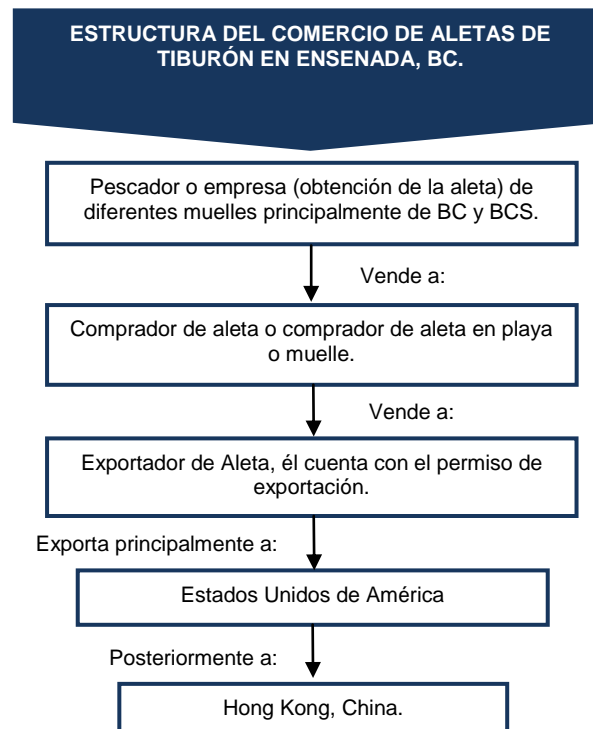 ESTRUCTURA DEL COMERCIO DE ALETAS DE
TIBURÓN EN ENSENADA, BC.
Pescador o empresa (obtención de la aleta) de
diferentes muelles principalmente de BC y BCS.
Vende a:
Comprador de aleta o comprador de aleta en playa
o muelle.
Vende a:
Exportador de Aleta, él cuenta con el permiso de
exportación.
Exporta principalmente a:
Estados Unidos de América
Posteriormente a:
Hong Kong, China.